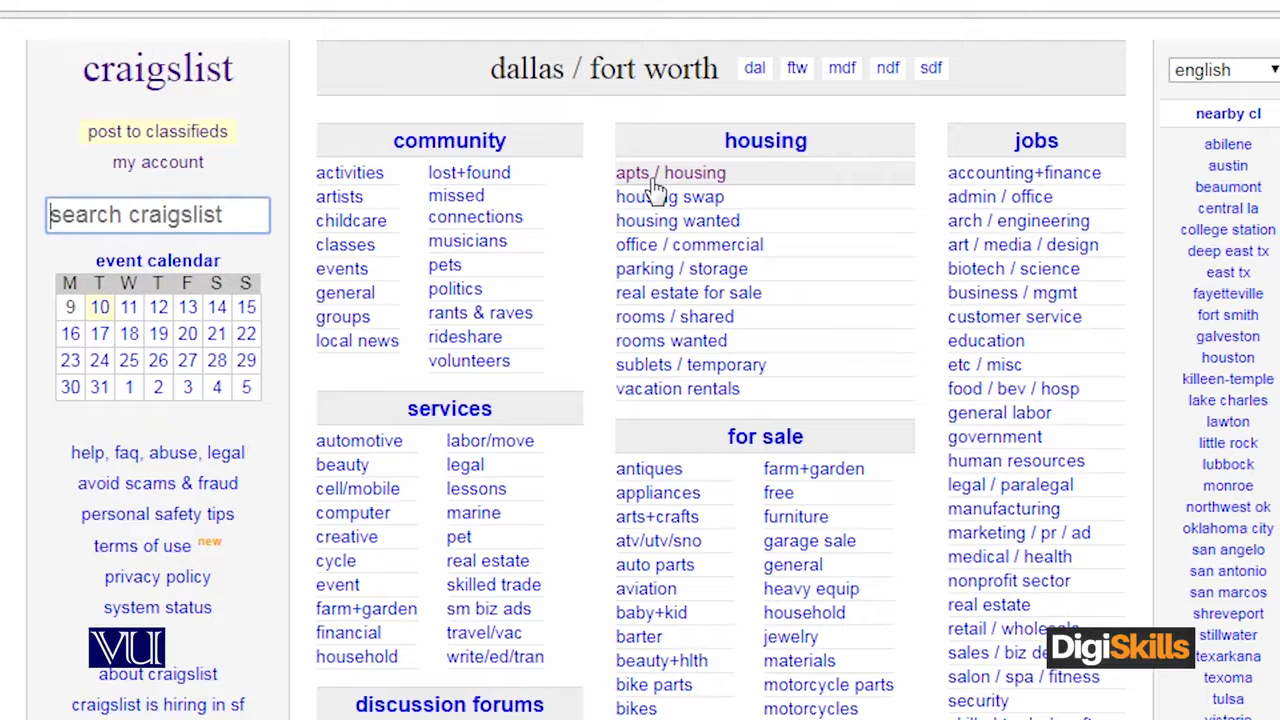 craigslist
post to classifieds
my account
search craigslist
event calendar
M T W T F S S
9 10 11 12 13 14 15
16 17 18 19 20 21 22
23 24 25 26 27 28 29
30 31 1 2 3 4 5
help, faq, abuse, legal
avoid scams & fraud
personal safety tips
terms of use new
privacy policy
system status
VU
about craigslist
craigslist is hiring in sf
dallas / fort worth dal ftw mdf ndf sdf
community
activities
artists
childcare
classes
events
general
groups
local news
lost+found
missed
connections
musicians
pets
politics
rants & raves
rideshare
volunteers
services
automotive
beauty
cell/mobile
computer
creative
cycle
event
farm+garden
financial
household
labor/move
legal
lessons
marine
pet
real estate
skilled trade
sm biz ads
travel/vac
write/ed/tran
discussion forums
housing
apts / housing
housing swap
housing wanted
office / commercial
parking / storage
real estate for sale
rooms / shared
rooms wanted
sublets / temporary
vacation rentals
for sale
antiques
appliances
arts+crafts
atv/utv/sno
auto parts
aviation
baby+kid
barter
beauty+hlth
bike parts
bikes
farm+garden
free
furniture
garage sale
general
heavy equip
household
jewelry
materials
motorcycle parts
motorcycles
jobs
accounting+finance
admin / office
arch / engineering
art / media / design
biotech / science
business / mgmt
customer service
education
etc / misc
food / bev / hosp
general labor
government
human resources
legal / paralegal
manufacturing
marketing / pr / ad
medical / health
nonprofit sector
real estate
retail / wholesale
sales / biz de
salon / spa / fitness
security
DigiSkills
english
nearby cl
abilene
austin
beaumont
central la
college station
deep east tx
east tx
fayetteville
fort smith
galveston
houston
killeen-temple
lake charles
lawton
little rock
lubbock
monroe
northwest ok
oklahoma city
san angelo
san antonio
san marcos
shreveport
stillwater
texarkana
texoma
tulsa